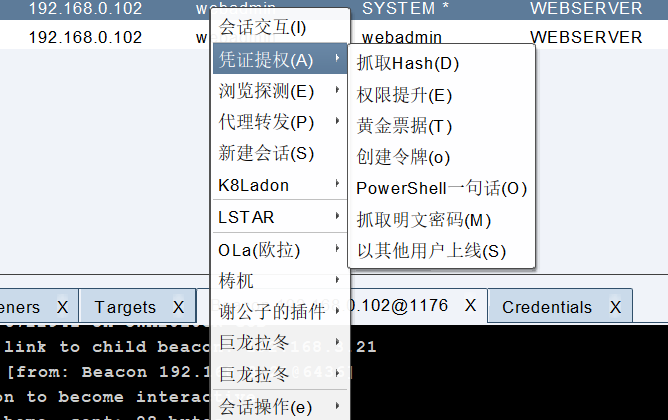 192.168.0.102 SYSTEM * WEBSERVER
192.168.0.102 webadmin WEBSERVER
会话交互(I)
凭证提权(A)
浏览探测(E)
代理转发(P)
新建会话(S)
K8Ladon
LSTAR
OLa(欧拉)
梼杌
谢公子的插件
巨龙拉冬
巨龙拉冬
会话操作(e)
抓取Hash(D)
权限提升(E)
黄金票据(T)
创建令牌(o)
PowerShell一句话(O)
抓取明文密码(M)
以其他用户上线(S)
eners X Targets X 0.102@1176 X Credentials X
link to child beaco 21
[from: Beacon 192.1
on to become intera